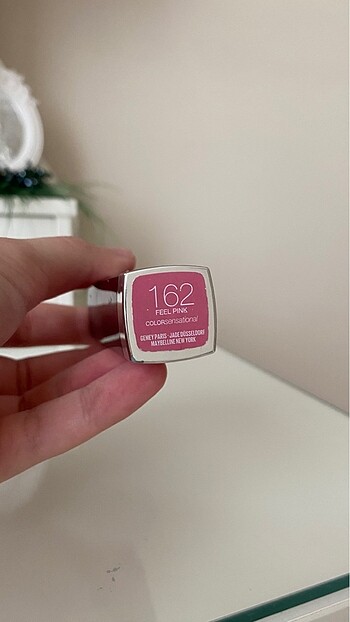 162
FEEL PINK
COLORsensational
GEMEY PARIS · JADE DÜSSELDORF
MAYBELLINE NEW YORK